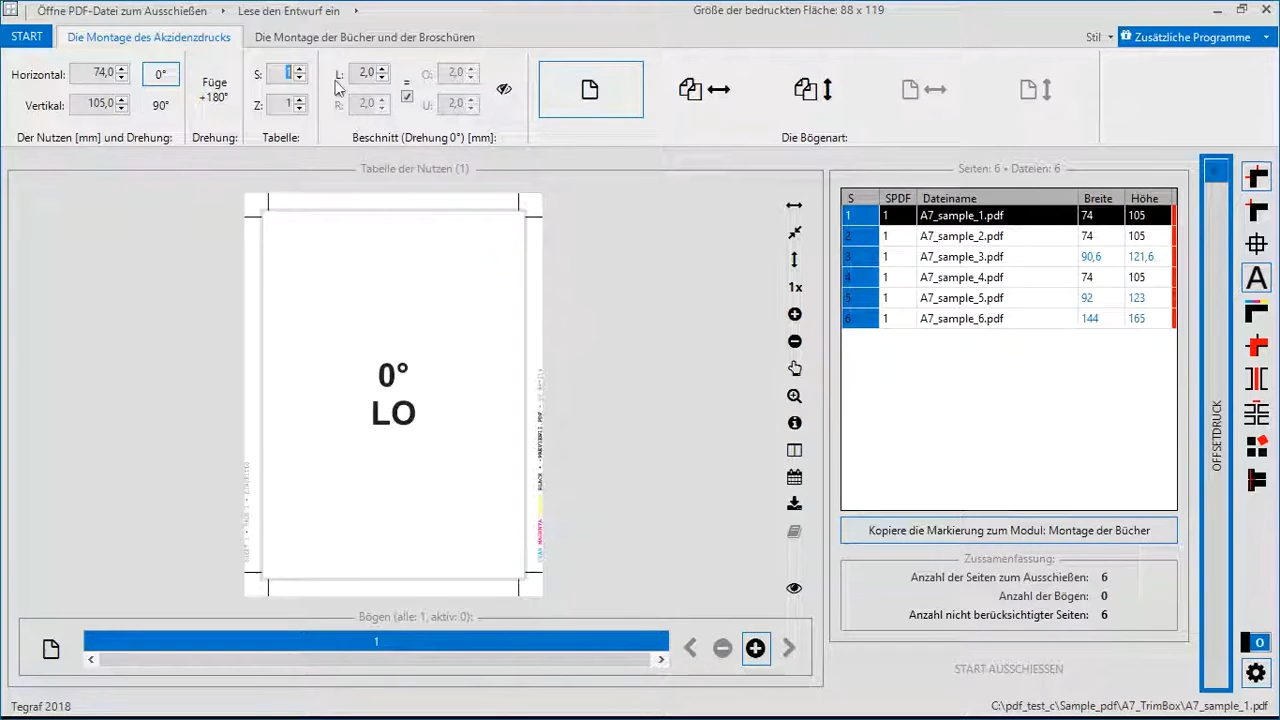 Öffne PDF-Datei zum Ausschießen Lese den Entwurf ein Größe der bedruckten Fläche: 88 x 119
START Die Montage des Akzidenzdrucks Die Montage der Bücher und der Broschüren Stil Zusätzliche Programme
Horizontal: 74,0 0° Füge +180° S: 1 L: 2,0 = O: 2,0
Vertikal: 105,0 90° Z: 1 R: 2,0 U: 2,0
Der Nutzen [mm] und Drehung: Drehung: Tabelle: Beschnitt (Drehung 0°) [mm]: Die Bögenart:
Tabelle der Nutzen (1) Seiten: 6 • Dateien: 6
S SPDF Dateiname Breite Höhe
1 1 A7_sample_1.pdf 74 105
2 1 A7_sample_2.pdf 74 105
3 1 A7_sample_3.pdf 90,6 121,6
4 1 A7_sample_4.pdf 74 105
5 1 A7_sample_5.pdf 92 123
6 1 A7_sample_6.pdf 144 165
1x
A
0°
LO
MAGENTA
BLACK
OFFSETDRUCK
Kopiere die Markierung zum Modul: Montage der Bücher
Zusammenfassung:
Anzahl der Seiten zum Ausschießen: 6
Anzahl der Bögen: 0
Anzahl nicht berücksichtigter Seiten: 6
Bögen (alle: 1, aktiv: 0):
1
O
START AUSSCHIESSEN
Tegraf 2018 C:\pdf_test_c\Sample_pdf\A7_TrimBox\A7_sample_1.pdf